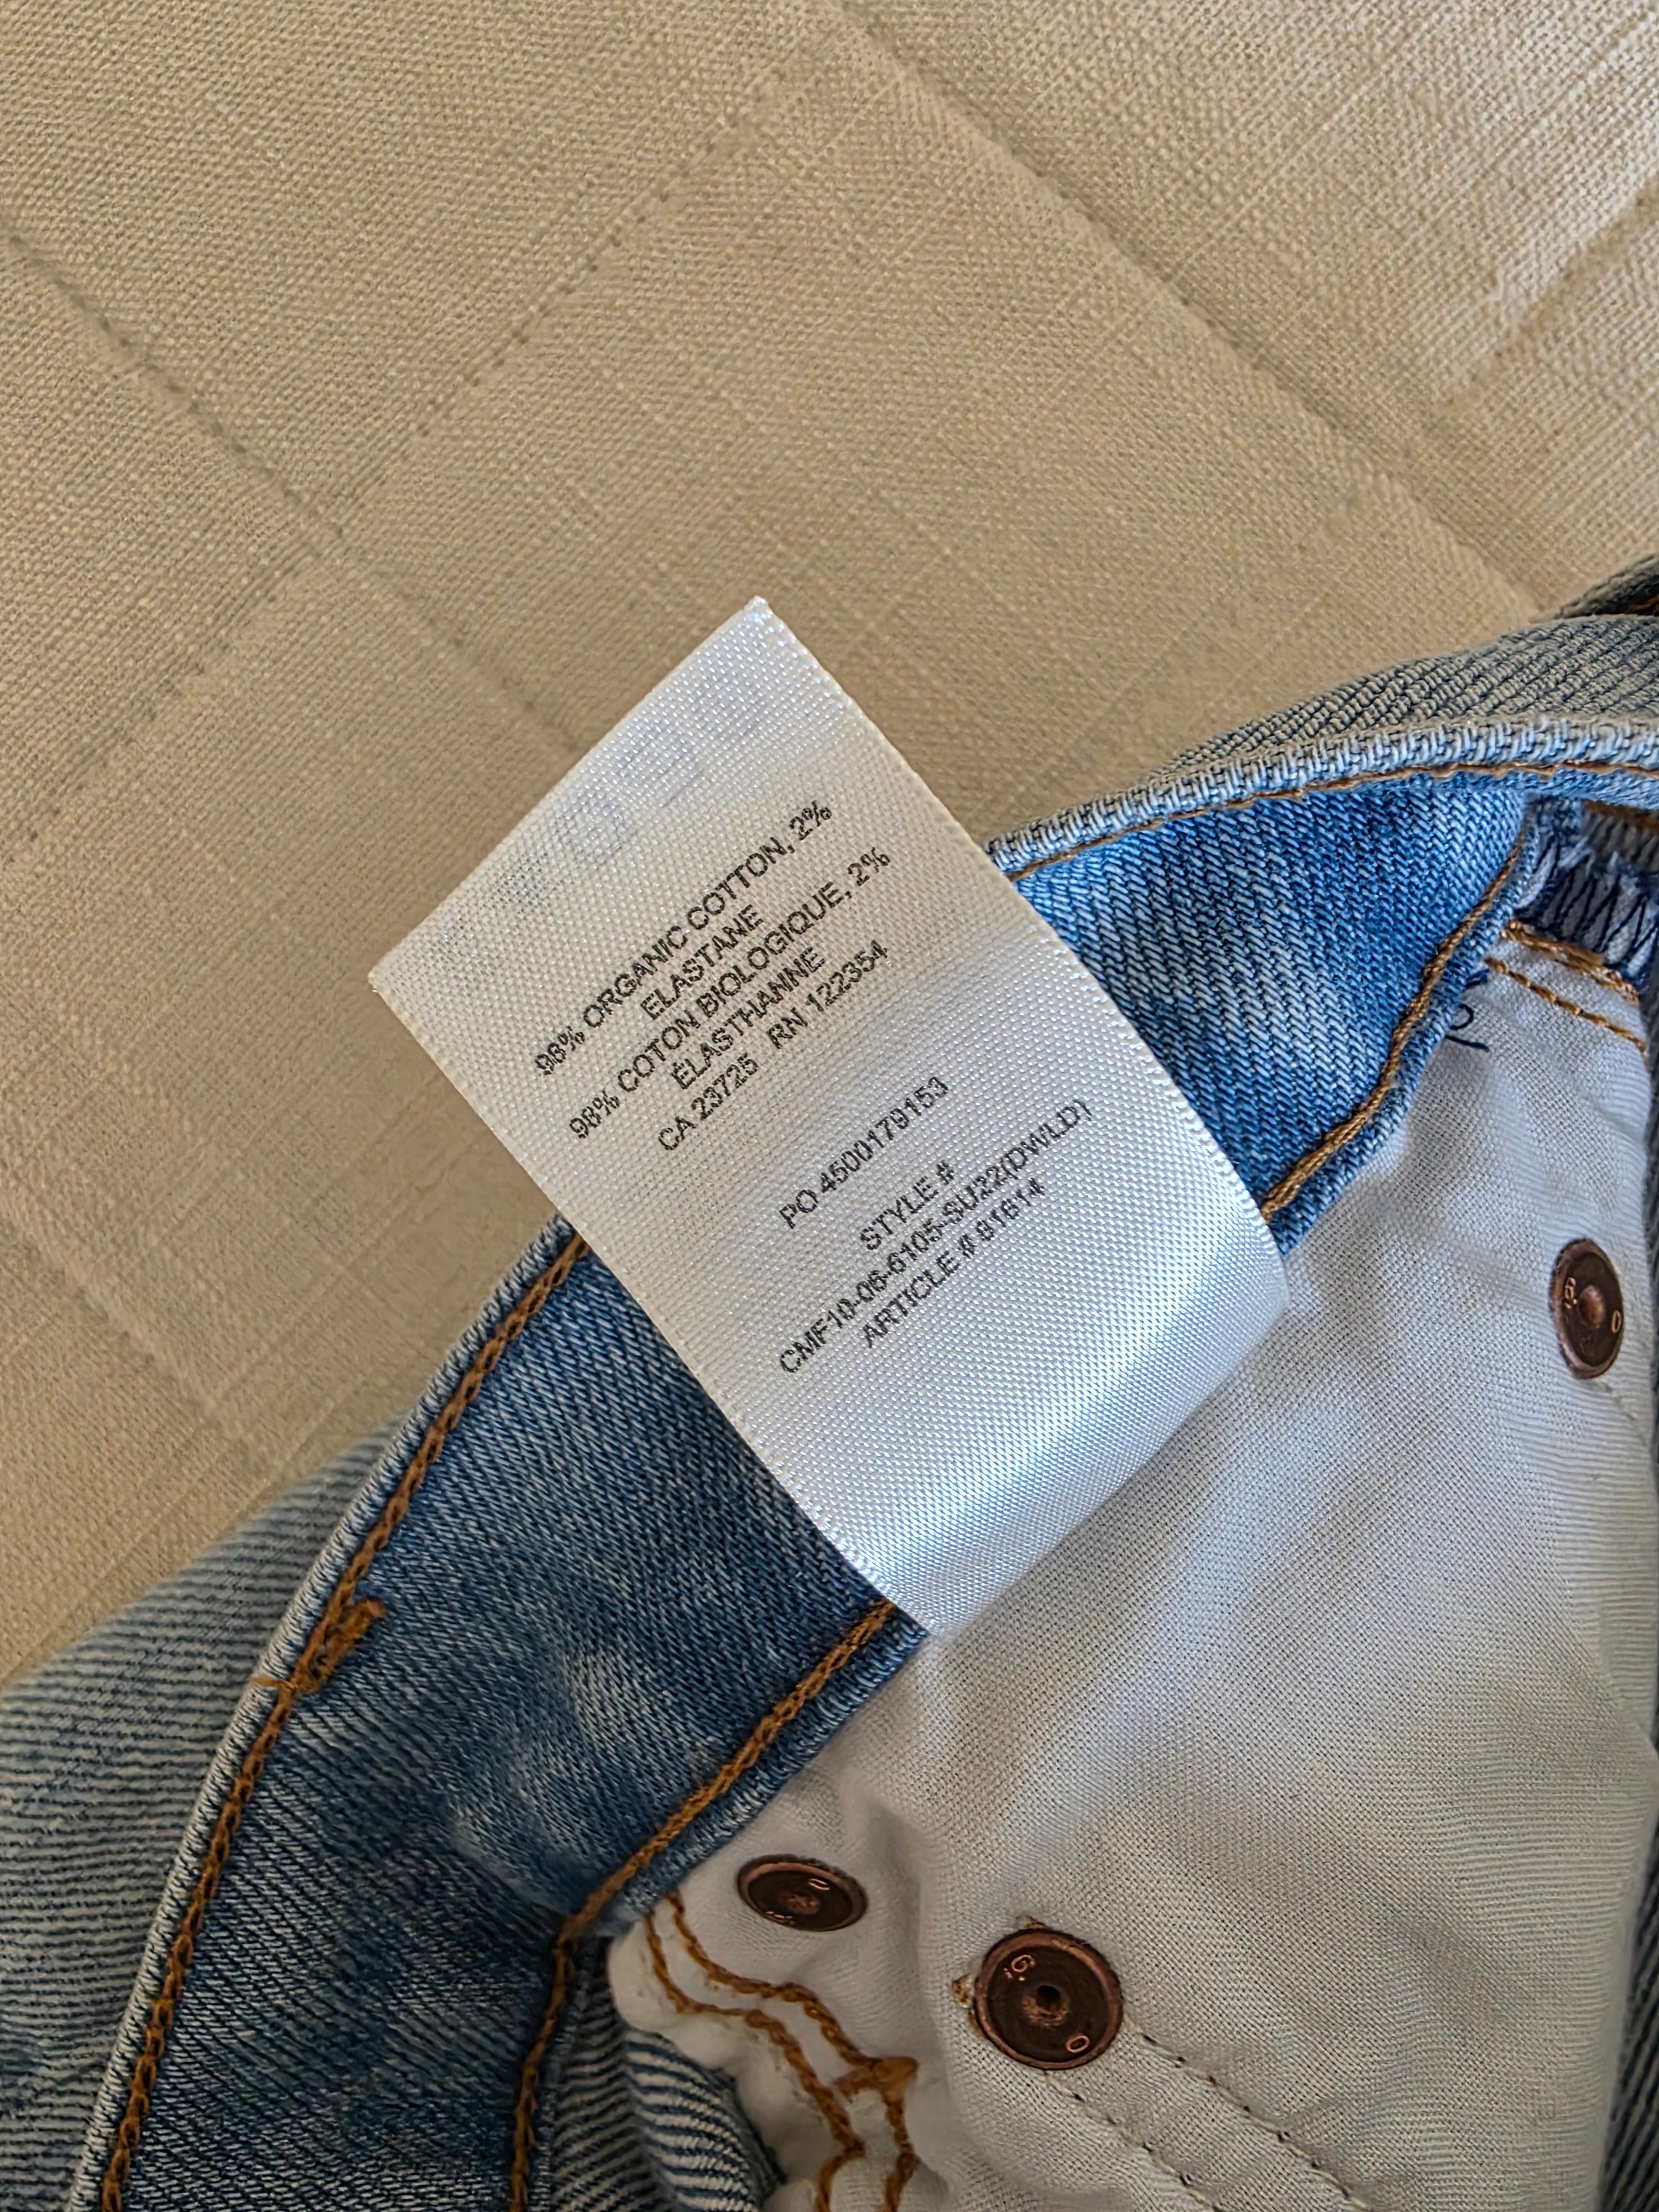 98% ORGANIC COTTON, 2%
ELASTANE
98% COTON BIOLOGIQUE, 2%
ÉLASTHANNE
CA 23725 RN 122354
PO 4500179153
STYLE #
CMF10-06-6105-SU22(DWLD)
ARTICLE # 81614
G.
O